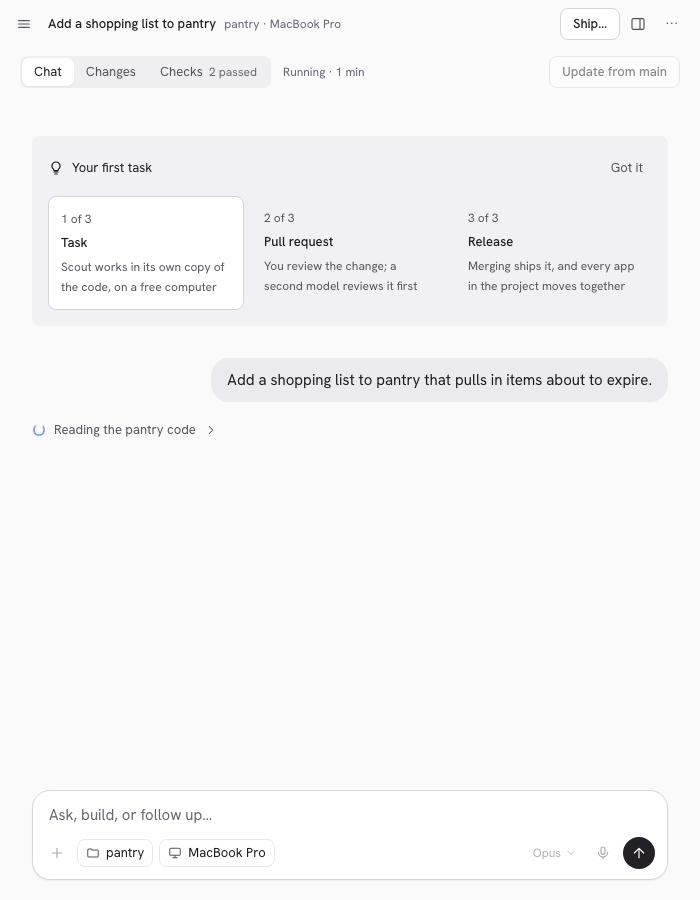 Add a shopping list to pantry pantry · MacBook Pro Ship... ...
Chat Changes Checks 2 passed Running · 1 min Update from main
Your first task Got it
1 of 3
Task
Scout works in its own copy of
the code, on a free computer
2 of 3
Pull request
You review the change; a
second model reviews it first
3 of 3
Release
Merging ships it, and every app
in the project moves together
Add a shopping list to pantry that pulls in items about to expire.
Reading the pantry code
Ask, build, or follow up...
pantry MacBook Pro Opus